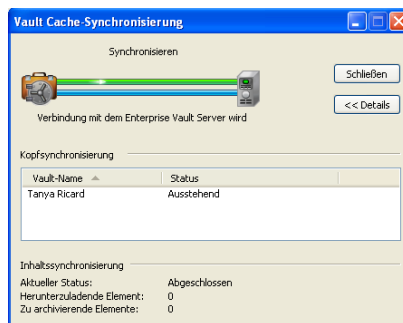 Vault Cache-Synchronisierung
Synchronisieren
Schließen
<< Details
Verbindung mit dem Enterprise Vault Server wird
Kopfsynchronisierung
Vault-Name Status
Tanya Ricard Ausstehend
Inhaltssynchronisierung
Aktueller Status: Abgeschlossen
Herunterzuladende Element: 0
Zu archivierende Elemente: 0